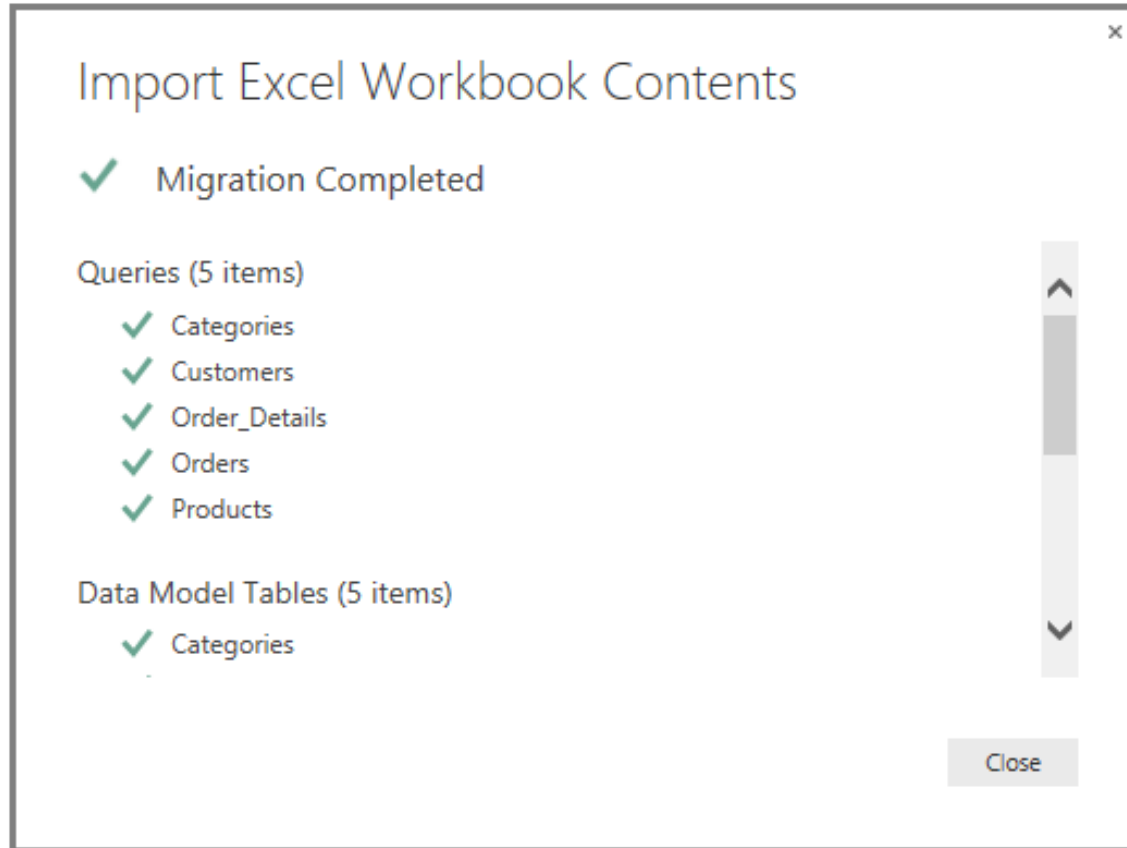 Import Excel Workbook Contents
Migration Completed
Queries (5 items)
Categories
Customers
Order_Details
Orders
Products
Data Model Tables (5 items)
Categories
Close